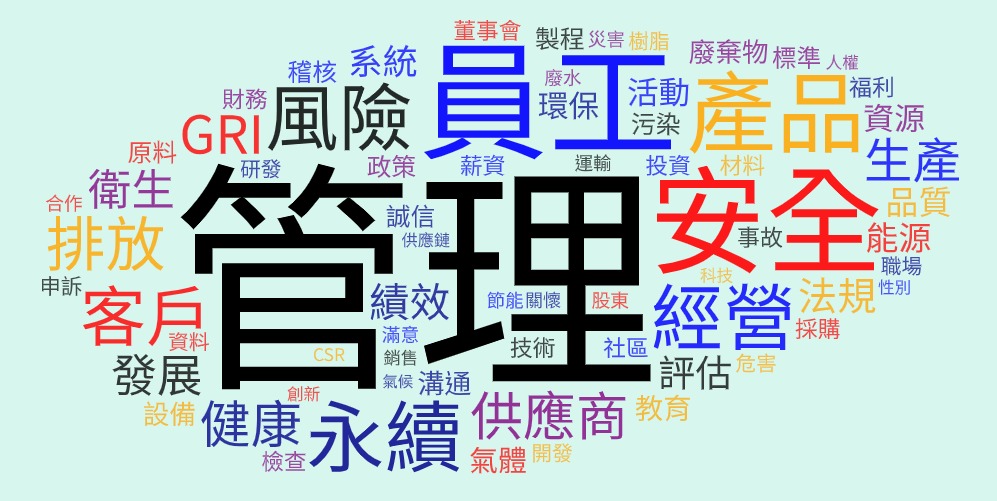 董事會
製程
災害
樹脂
員工
系統
稽核
廢棄物
標準
人權
廢水
產品
財務
風險
環保
活動
福利
GRI
污染
資源
原料
研發
政策
薪資
運輸
投資
材料
生產
衛生
管理
安全
品質
合作
排放
誠信
供應鏈
事故
能源
申訴
科技
職場
性別
客戶
績效
節能
關懷
股東
經營
法規
資料
滿意
採購
CSR
銷售
技術
社區
發展
氣候
溝通
評估
危害
創新
設備
健康
永續
供應商
教育
檢查
氣體
開發